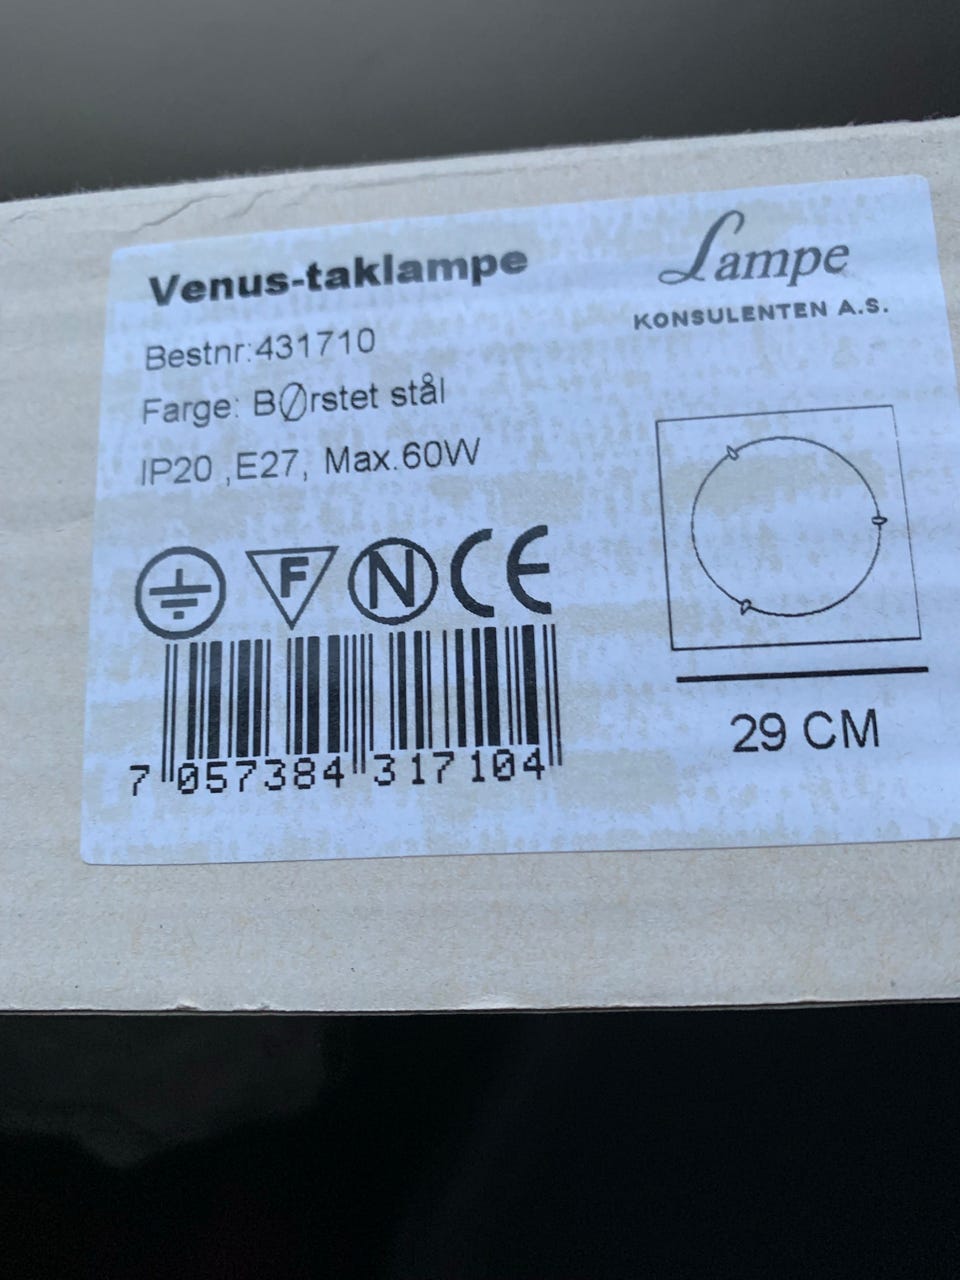 Venus-taklampe
Bestnr:431710
Farge: BØrstet stål
IP20 ,E27, Max.60W
F
N
CE
7 057384 317104
Lampe
KONSULENTEN A.S.
29 CM